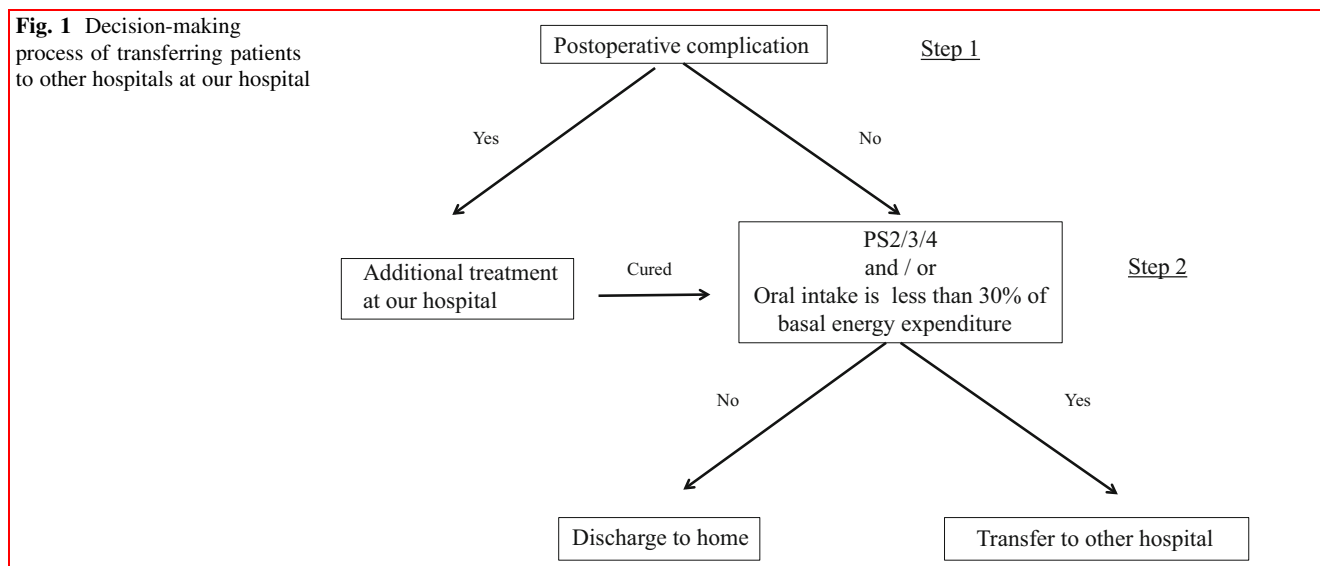 Fig. 1 Decision-making
process of transferring patients
to other hospitals at our hospital
Postoperative complication
Step 1
Yes
No
Additional treatment
at our hospital
Cured
PS2/3/4
and / or
Oral intake is less than 30% of
basal energy expenditure
Step 2
No
Yes
Discharge to home
Transfer to other hospital